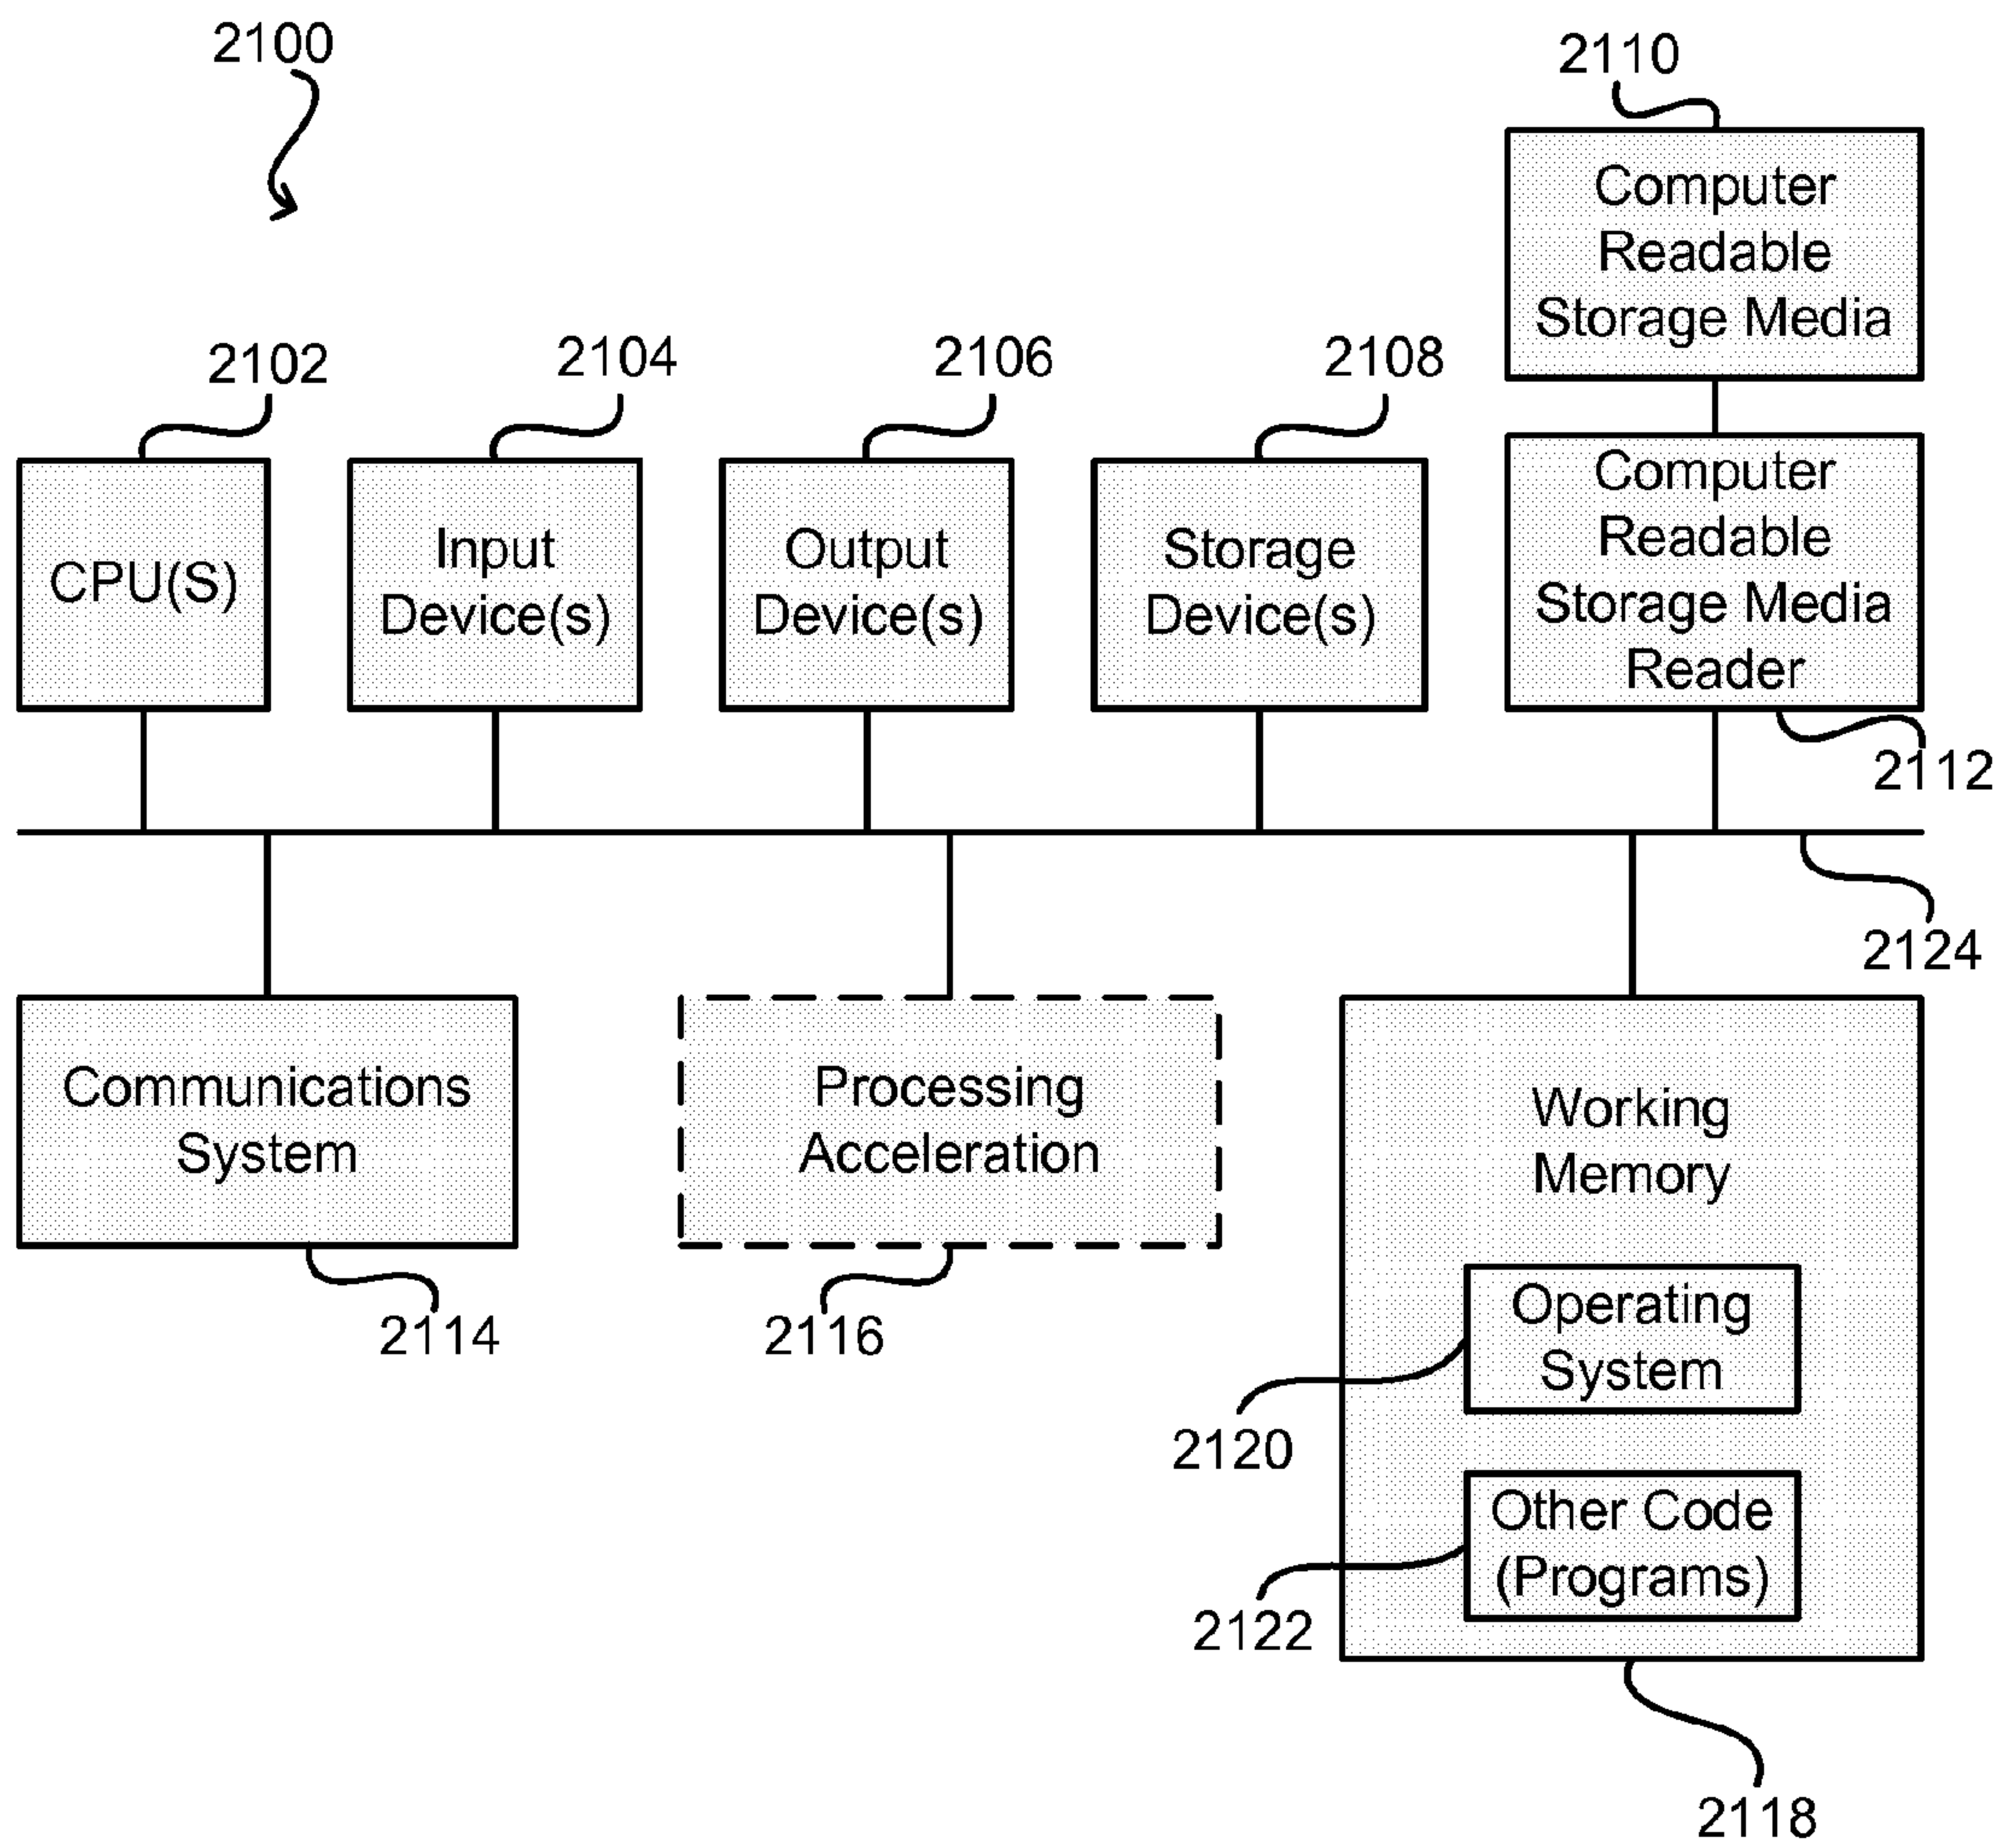 2100
2110
Computer
Readable
Storage Media
2102
2104
2106
2108
CPU(S)
Input
Device(s)
Output
Device(s)
Storage
Device(s)
Computer
Readable
Storage Media
Reader
2112
2124
Communications
System
2114
Processing
Acceleration
2116
Working
Memory
Operating
System
2120
Other Code
(Programs)
2122
2118